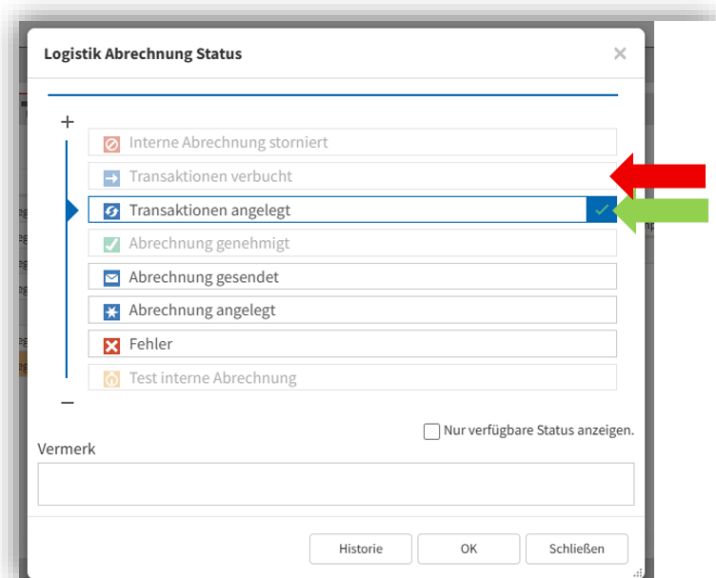 Logistik Abrechnung Status
Interne Abrechnung storniert
Transaktionen verbucht
Transaktionen angelegt
Abrechnung genehmigt
Abrechnung gesendet
Abrechnung angelegt
Fehler
Test interne Abrechnung
Nur verfügbare Status anzeigen.
Vermerk
Historie OK Schließen